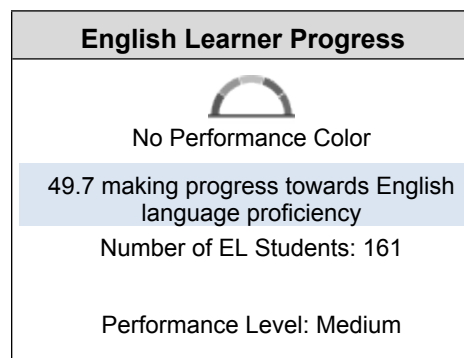 English Learner Progress
No Performance Color
49.7 making progress towards English
language proficiency
Number of EL Students: 161
Performance Level: Medium